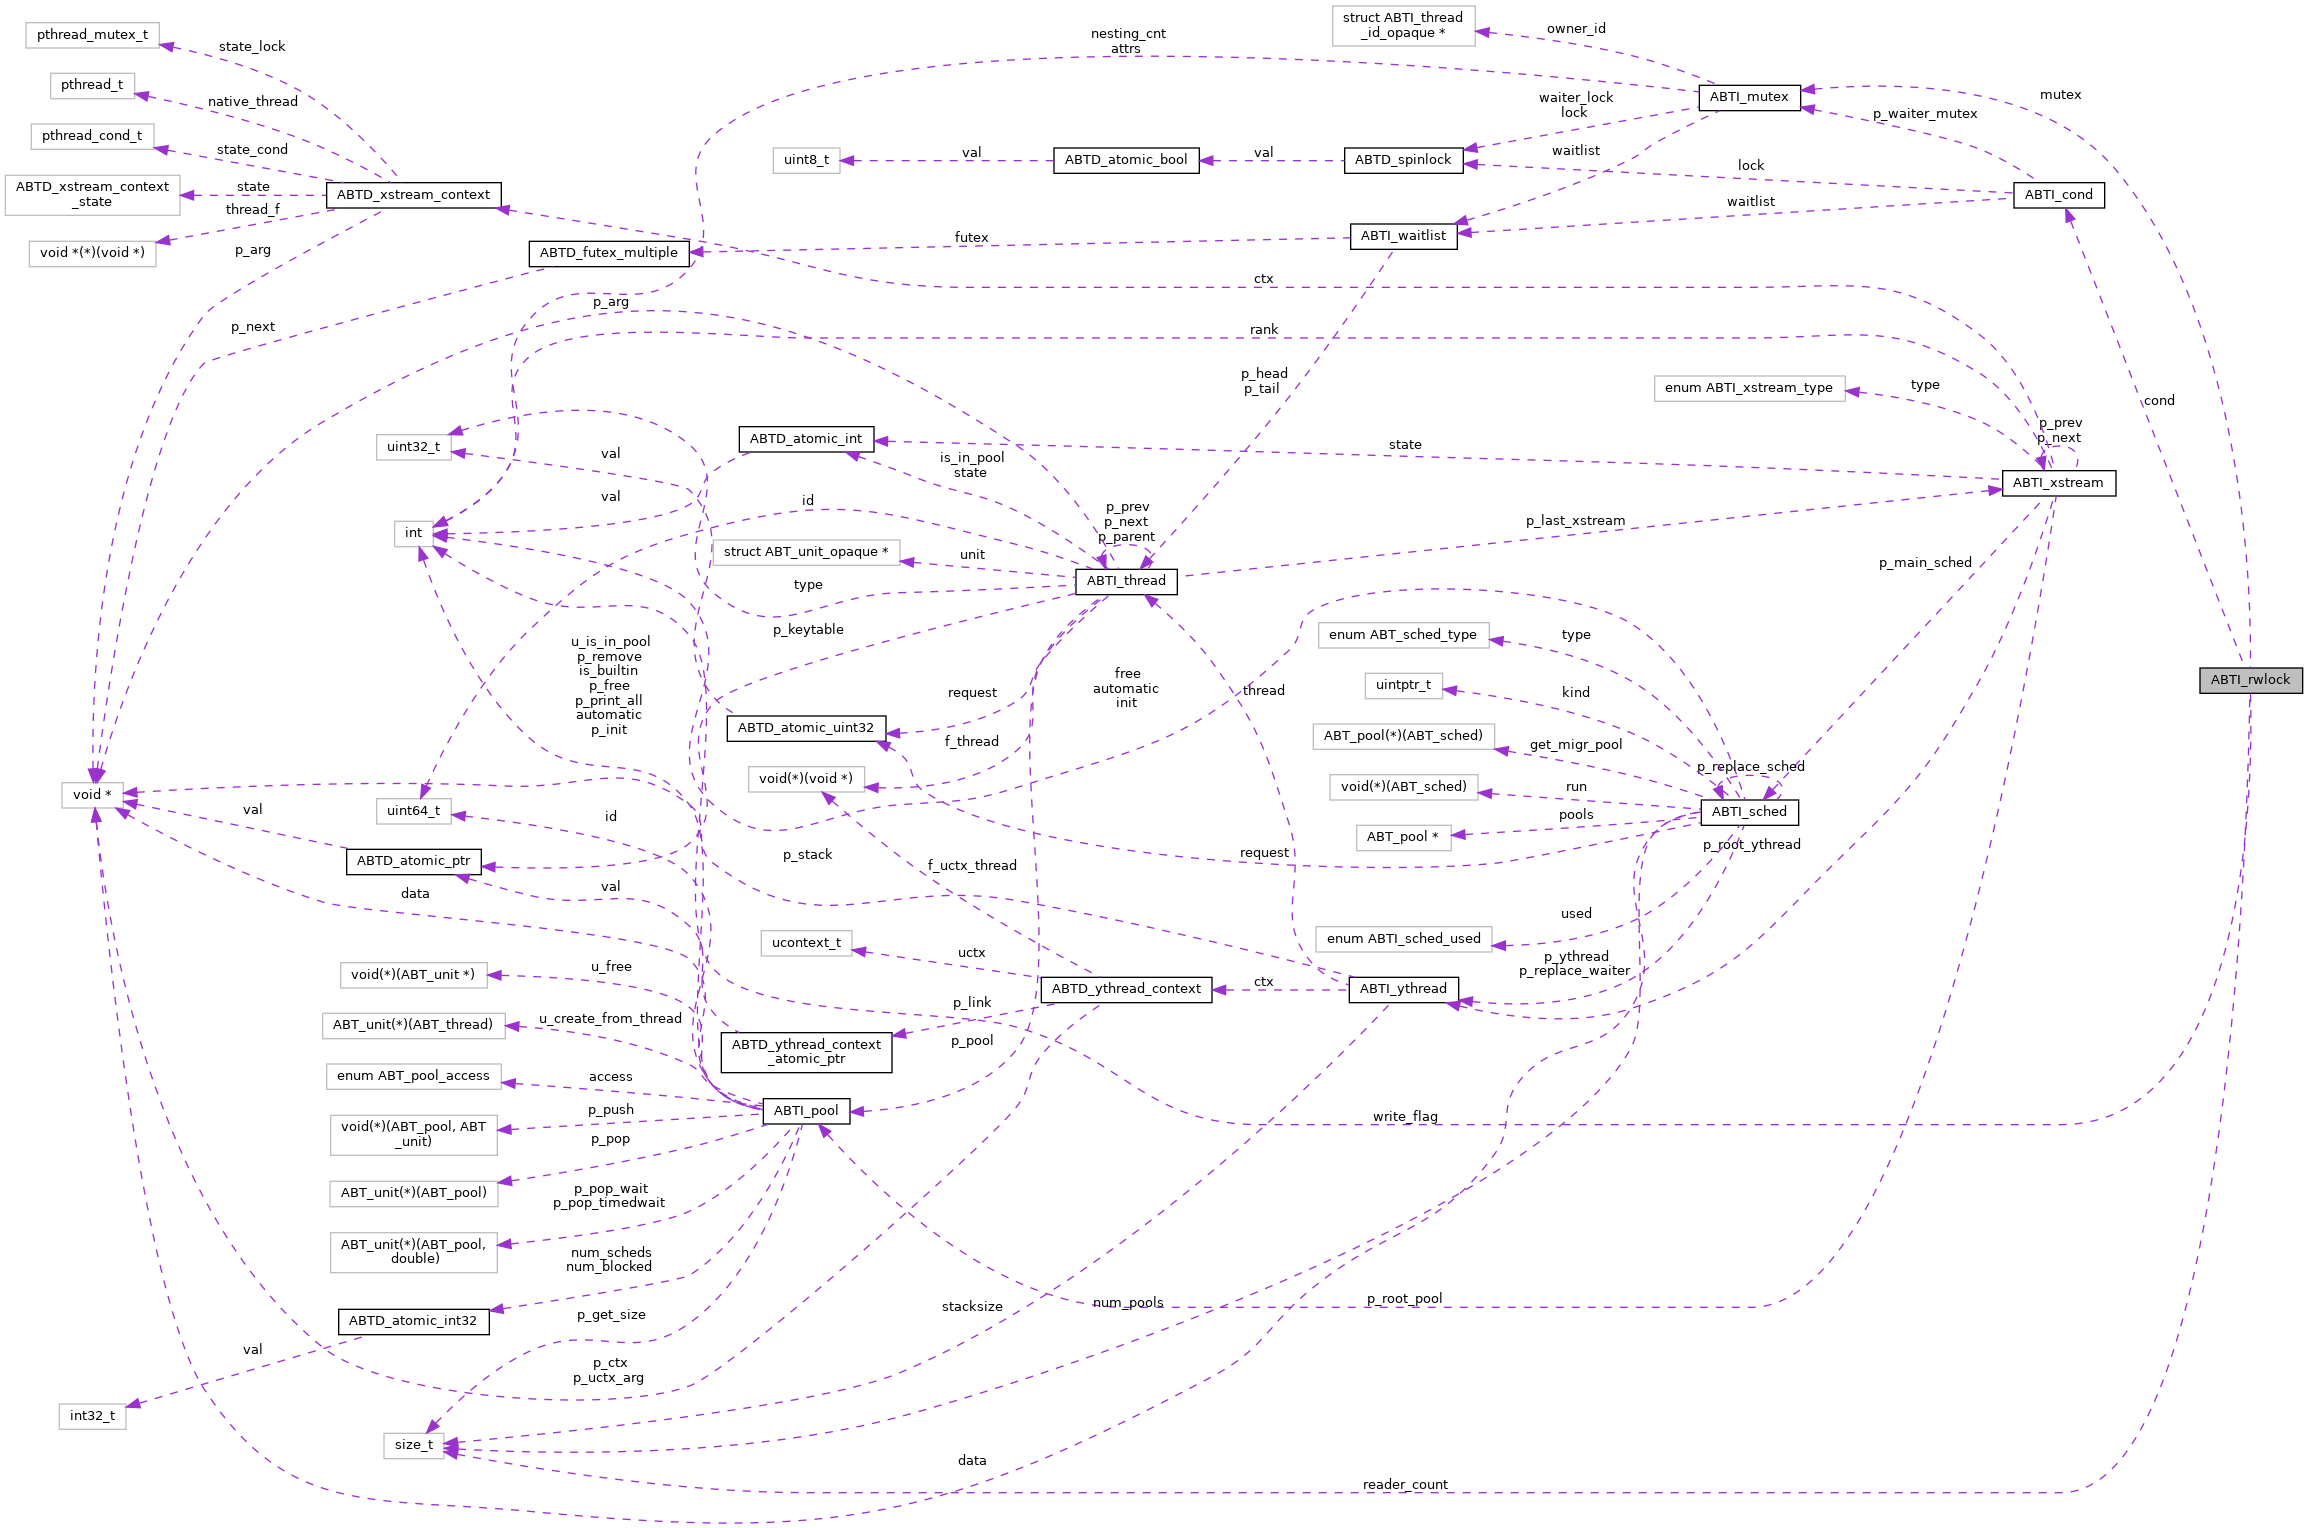 struct ABTI_thread
_id_opaque *
owner_id
nesting_cnt
attrs
pthread_mutex_t
state_lock
pthread_t
native_thread
ABTI_mutex
mutex
waiter_lock
lock
p_waiter_mutex
pthread_cond_t
state_cond
uint8_t
val
ABTD_atomic_bool
val
ABTD_spinlock
waitlist
lock
ABTD_xstream_context
_state
state
ABTD_xstream_context
ABTI_cond
thread_f
waitlist
void *(*)(void *)
p_arg
ABTD_futex_multiple
futex
ABTI_waitlist
ctx
p_arg
p_next
rank
p_head
p_tail
enum ABTI_xstream_type
type
cond
uint32_t
val
ABTD_atomic_int
is_in_pool
state
state
p_prev
p_next
ABTI_xstream
val
id
p_prev
p_next
p_parent
p_last_xstream
int
struct ABT_unit_opaque *
unit
ABTI_thread
p_main_sched
type
p_keytable
enum ABT_sched_type
type
u_is_in_pool
p_remove
is_builtin
p_free
p_print_all
automatic
p_init
free
automatic
init
thread
uintptr_t
kind
ABTI_rwlock
request
ABTD_atomic_uint32
f_thread
ABT_pool(*)(ABT_sched)
get_migr_pool
p_replace_sched
void(*)(void *)
void(*)(ABT_sched)
run
void *
uint64_t
id
val
ABT_pool *
pools
ABTI_sched
p_root_ythread
ABTD_atomic_ptr
p_stack
request
f_uctx_thread
data
val
used
ucontext_t
uctx
enum ABTI_sched_used
void(*)(ABT_unit *)
u_free
ABTD_ythread_context
ctx
ABTI_ythread
p_ythread
p_replace_waiter
p_link
ABT_unit(*)(ABT_thread)
u_create_from_thread
ABTD_ythread_context
_atomic_ptr
p_pool
enum ABT_pool_access
access
void(*)(ABT_pool, ABT
_unit)
p_push
ABTI_pool
write_flag
p_pop
ABT_unit(*)(ABT_pool)
p_pop_wait
p_pop_timedwait
ABT_unit(*)(ABT_pool,
double)
num_scheds
num_blocked
ABTD_atomic_int32
p_get_size
stacksize
num_pools
p_root_pool
val
p_ctx
p_uctx_arg
int32_t
size_t
data
reader_count